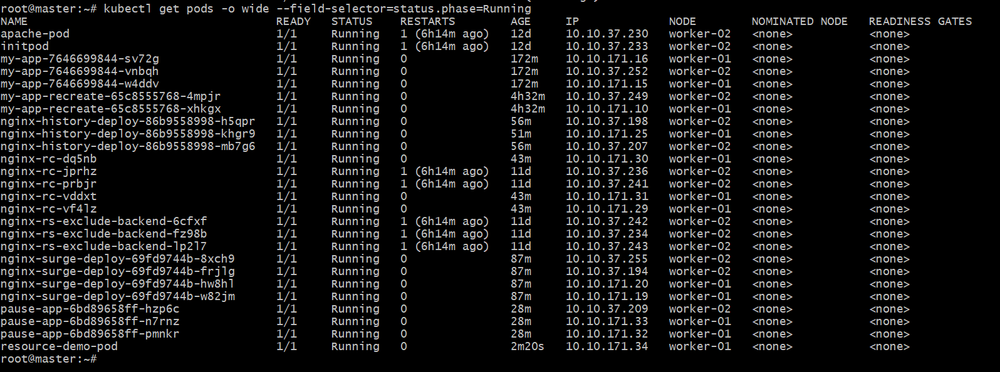 root@master:~# kubectl get pods -o wide --field-selector=status.phase=Running
NAME READY STATUS RESTARTS AGE IP NODE NOMINATED NODE READINESS GATES
apache-pod 1/1 Running 1 (6h14m ago) 12d 10.10.37.230 worker-02 <none> <none>
initpod 1/1 Running 1 (6h14m ago) 12d 10.10.37.233 worker-02 <none> <none>
my-app-7646699844-sv72g 1/1 Running 0 172m 10.10.171.16 worker-01 <none> <none>
my-app-7646699844-vnbqh 1/1 Running 0 172m 10.10.37.252 worker-02 <none> <none>
my-app-7646699844-w4ddv 1/1 Running 0 172m 10.10.171.15 worker-01 <none> <none>
my-app-recreate-65c8555768-4mpjr 1/1 Running 0 4h32m 10.10.37.249 worker-02 <none> <none>
my-app-recreate-65c8555768-xhkgx 1/1 Running 0 4h32m 10.10.171.10 worker-01 <none> <none>
nginx-history-deploy-86b9558998-h5qpr 1/1 Running 0 56m 10.10.37.198 worker-02 <none> <none>
nginx-history-deploy-86b9558998-khgr9 1/1 Running 0 51m 10.10.171.25 worker-01 <none> <none>
nginx-history-deploy-86b9558998-mb7g6 1/1 Running 0 56m 10.10.37.207 worker-02 <none> <none>
nginx-rc-dq5nb 1/1 Running 0 43m 10.10.171.30 worker-01 <none> <none>
nginx-rc-jprhz 1/1 Running 1 (6h14m ago) 11d 10.10.37.236 worker-02 <none> <none>
nginx-rc-prbjr 1/1 Running 1 (6h14m ago) 11d 10.10.37.241 worker-02 <none> <none>
nginx-rc-vddxt 1/1 Running 0 43m 10.10.171.31 worker-01 <none> <none>
nginx-rc-vf4lz 1/1 Running 0 43m 10.10.171.29 worker-01 <none> <none>
nginx-rs-exclude-backend-6cfxf 1/1 Running 1 (6h14m ago) 11d 10.10.37.242 worker-02 <none> <none>
nginx-rs-exclude-backend-fz98b 1/1 Running 1 (6h14m ago) 11d 10.10.37.234 worker-02 <none> <none>
nginx-rs-exclude-backend-lp2l7 1/1 Running 1 (6h14m ago) 11d 10.10.37.243 worker-02 <none> <none>
nginx-surge-deploy-69fd9744b-8xch9 1/1 Running 0 87m 10.10.37.255 worker-02 <none> <none>
nginx-surge-deploy-69fd9744b-frjlg 1/1 Running 0 87m 10.10.37.194 worker-02 <none> <none>
nginx-surge-deploy-69fd9744b-hw8hl 1/1 Running 0 87m 10.10.171.20 worker-01 <none> <none>
nginx-surge-deploy-69fd9744b-w82jm 1/1 Running 0 87m 10.10.171.19 worker-01 <none> <none>
pause-app-6bd89658ff-hzp6c 1/1 Running 0 28m 10.10.37.209 worker-02 <none> <none>
pause-app-6bd89658ff-n7rnz 1/1 Running 0 28m 10.10.171.33 worker-01 <none> <none>
pause-app-6bd89658ff-pmnkr 1/1 Running 0 28m 10.10.171.32 worker-01 <none> <none>
resource-demo-pod 1/1 Running 0 2m20s 10.10.171.34 worker-01 <none> <none>
root@master:~#